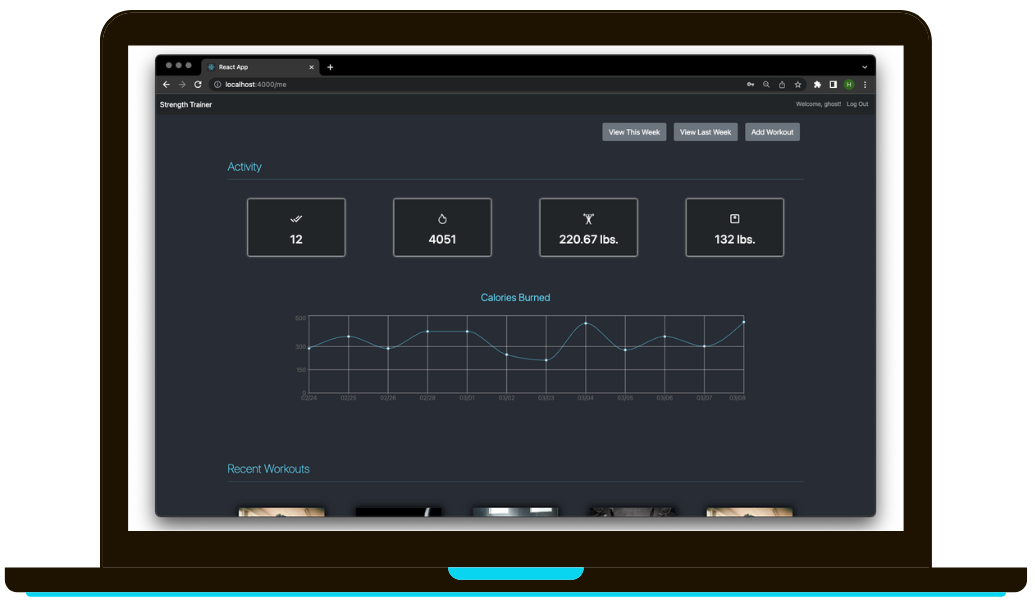 React App
localhost:4000/me
H
Strength Trainer
Welcome, ghost! Log Out
View This Week View Last Week Add Workout
Activity
12 4051 220.67 lbs. 132 lbs.
Calories Burned
500
300
150
0
02/24 02/25 02/26 02/28 03/01 03/02 03/03 03/04 03/05 03/06 03/07 03/08
Recent Workouts